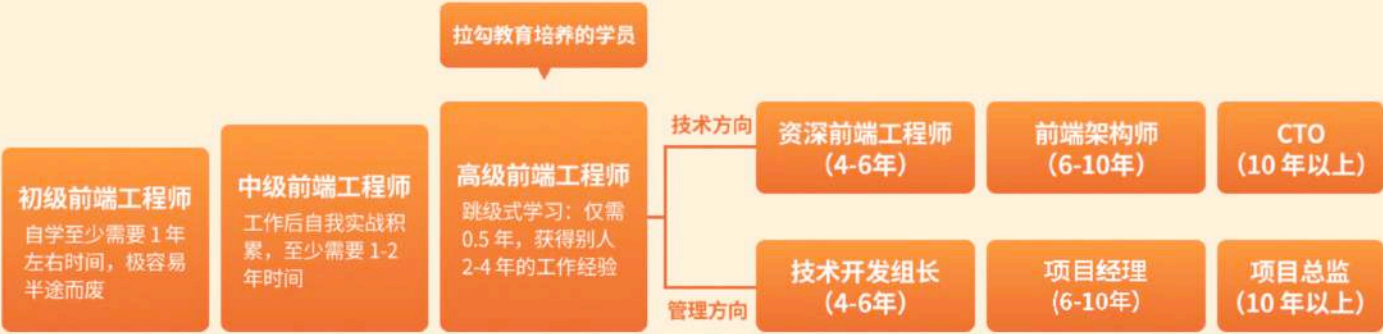 拉勾教育培养的学员
初级前端工程师
自学至少需要 1 年
左右时间，极容易
半途而废
中级前端工程师
工作后自我实战积
累，至少需要 1-2
年时间
高级前端工程师
跳级式学习：仅需
0.5 年，获得别人
2-4 年的工作经验
技术方向
资深前端工程师
（4-6年）
前端架构师
（6-10年）
CTO
（10 年以上）
管理方向
技术开发组长
（4-6年）
项目经理
（6-10年）
项目总监
（10 年以上）